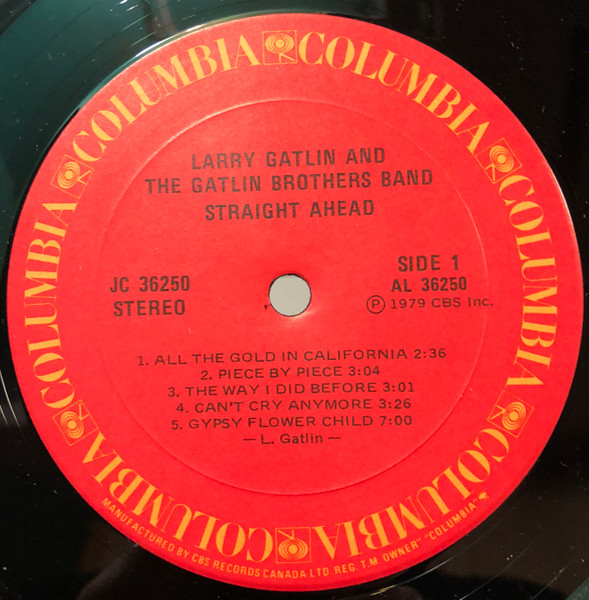 COLUMBIA COLUMBIA COLUMBIA COLUMBIA COLUMBIA COLUMBIA
LARRY GATLIN AND
THE GATLIN BROTHERS BAND
STRAIGHT AHEAD
JC 36250
STEREO
SIDE 1
AL 36250
Ⓟ 1979 CBS Inc.
1. ALL THE GOLD IN CALIFORNIA 2:36
2. PIECE BY PIECE 3:04
3. THE WAY I DID BEFORE 3:01
4. CAN'T CRY ANYMORE 3:26
5. GYPSY FLOWER CHILD 7:00
— L. Gatlin —
MANUFACTURED BY CBS RECORDS CANADA LTD REG. T.M. OWNER "COLUMBIA"